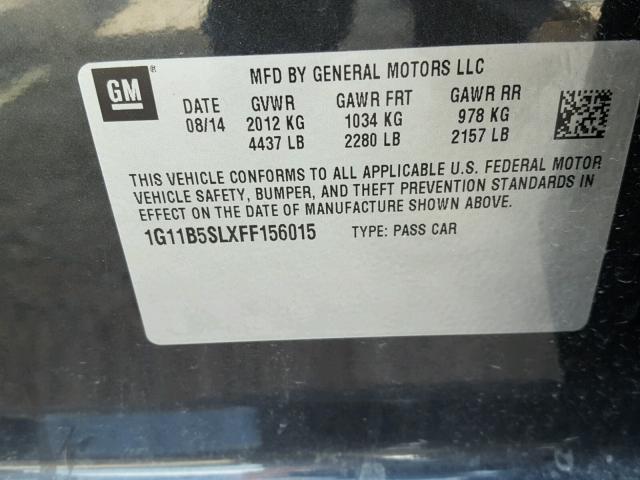 GM
®
MFD BY GENERAL MOTORS LLC
DATE GVWR GAWR FRT GAWR RR
08/14 2012 KG 1034 KG 978 KG
4437 LB 2280 LB 2157 LB
THIS VEHICLE CONFORMS TO ALL APPLICABLE U.S. FEDERAL MOTOR
VEHICLE SAFETY, BUMPER, AND THEFT PREVENTION STANDARDS IN
EFFECT ON THE DATE OF MANUFACTURE SHOWN ABOVE.
1G11B5SLXFF156015 TYPE: PASS CAR